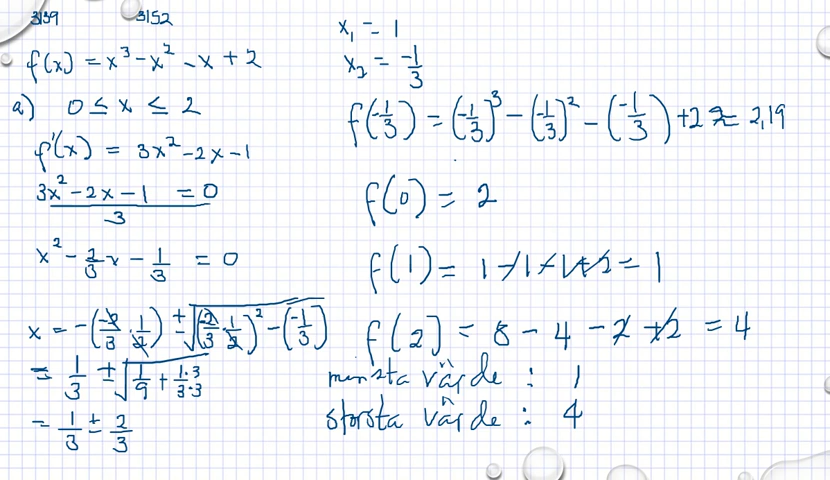 3139 3152
f(x) = x³ - x² - x + 2
a) 0 ≤ x ≤ 2
f'(x) = 3x² - 2x - 1
3x² - 2x - 1 = 0
3
x² - 2/3 x - 1/3 = 0
x = -(-2/3 · 1/2) ± √((2/3 · 1/2)² - (-1/3))
= 1/3 ± √(1/9 + 1·3/3·3)
= 1/3 ± 2/3
x₁ = 1
x₂ = -1/3
f(-1/3) = (-1/3)³ - (-1/3)² - (-1/3) + 2 ≈ 2,19
f(0) = 2
f(1) = 1 - 1 - 1 + 2 = 1
f(2) = 8 - 4 - 2 + 2 = 4
minsta värde : 1
största värde : 4